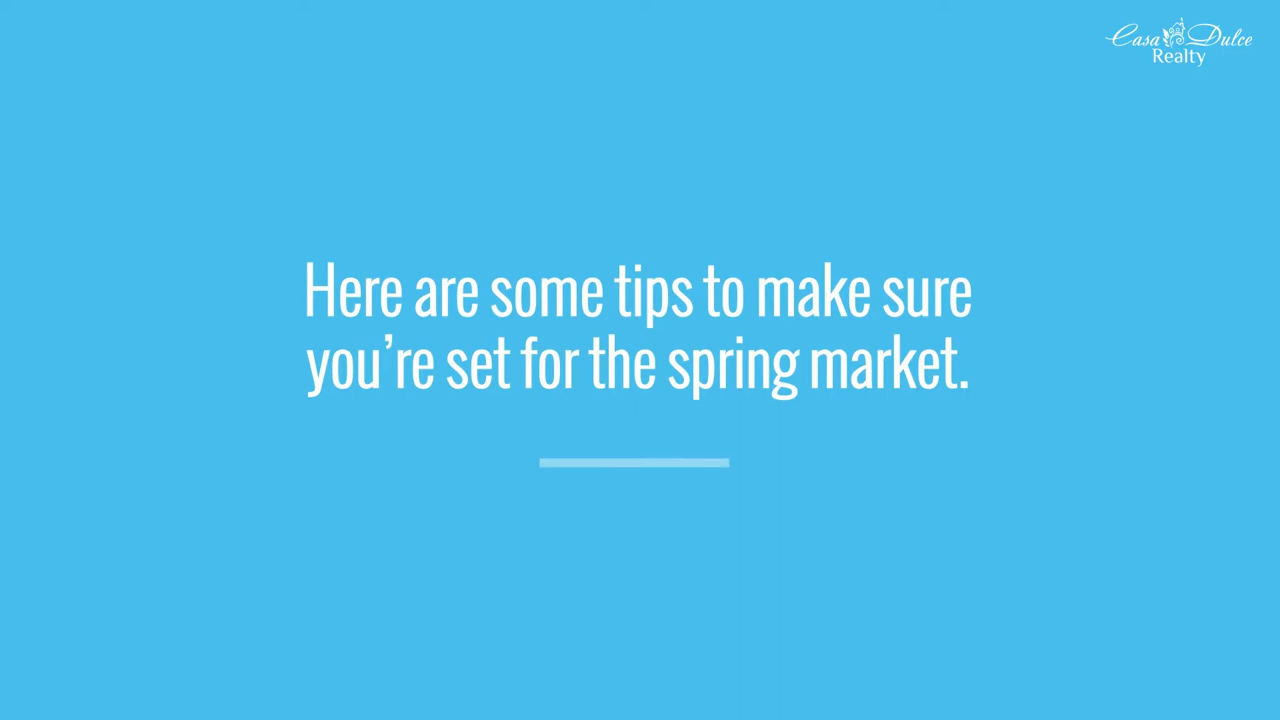 Casa Dulce
Realty
Here are some tips to make sure
you’re set for the spring market.